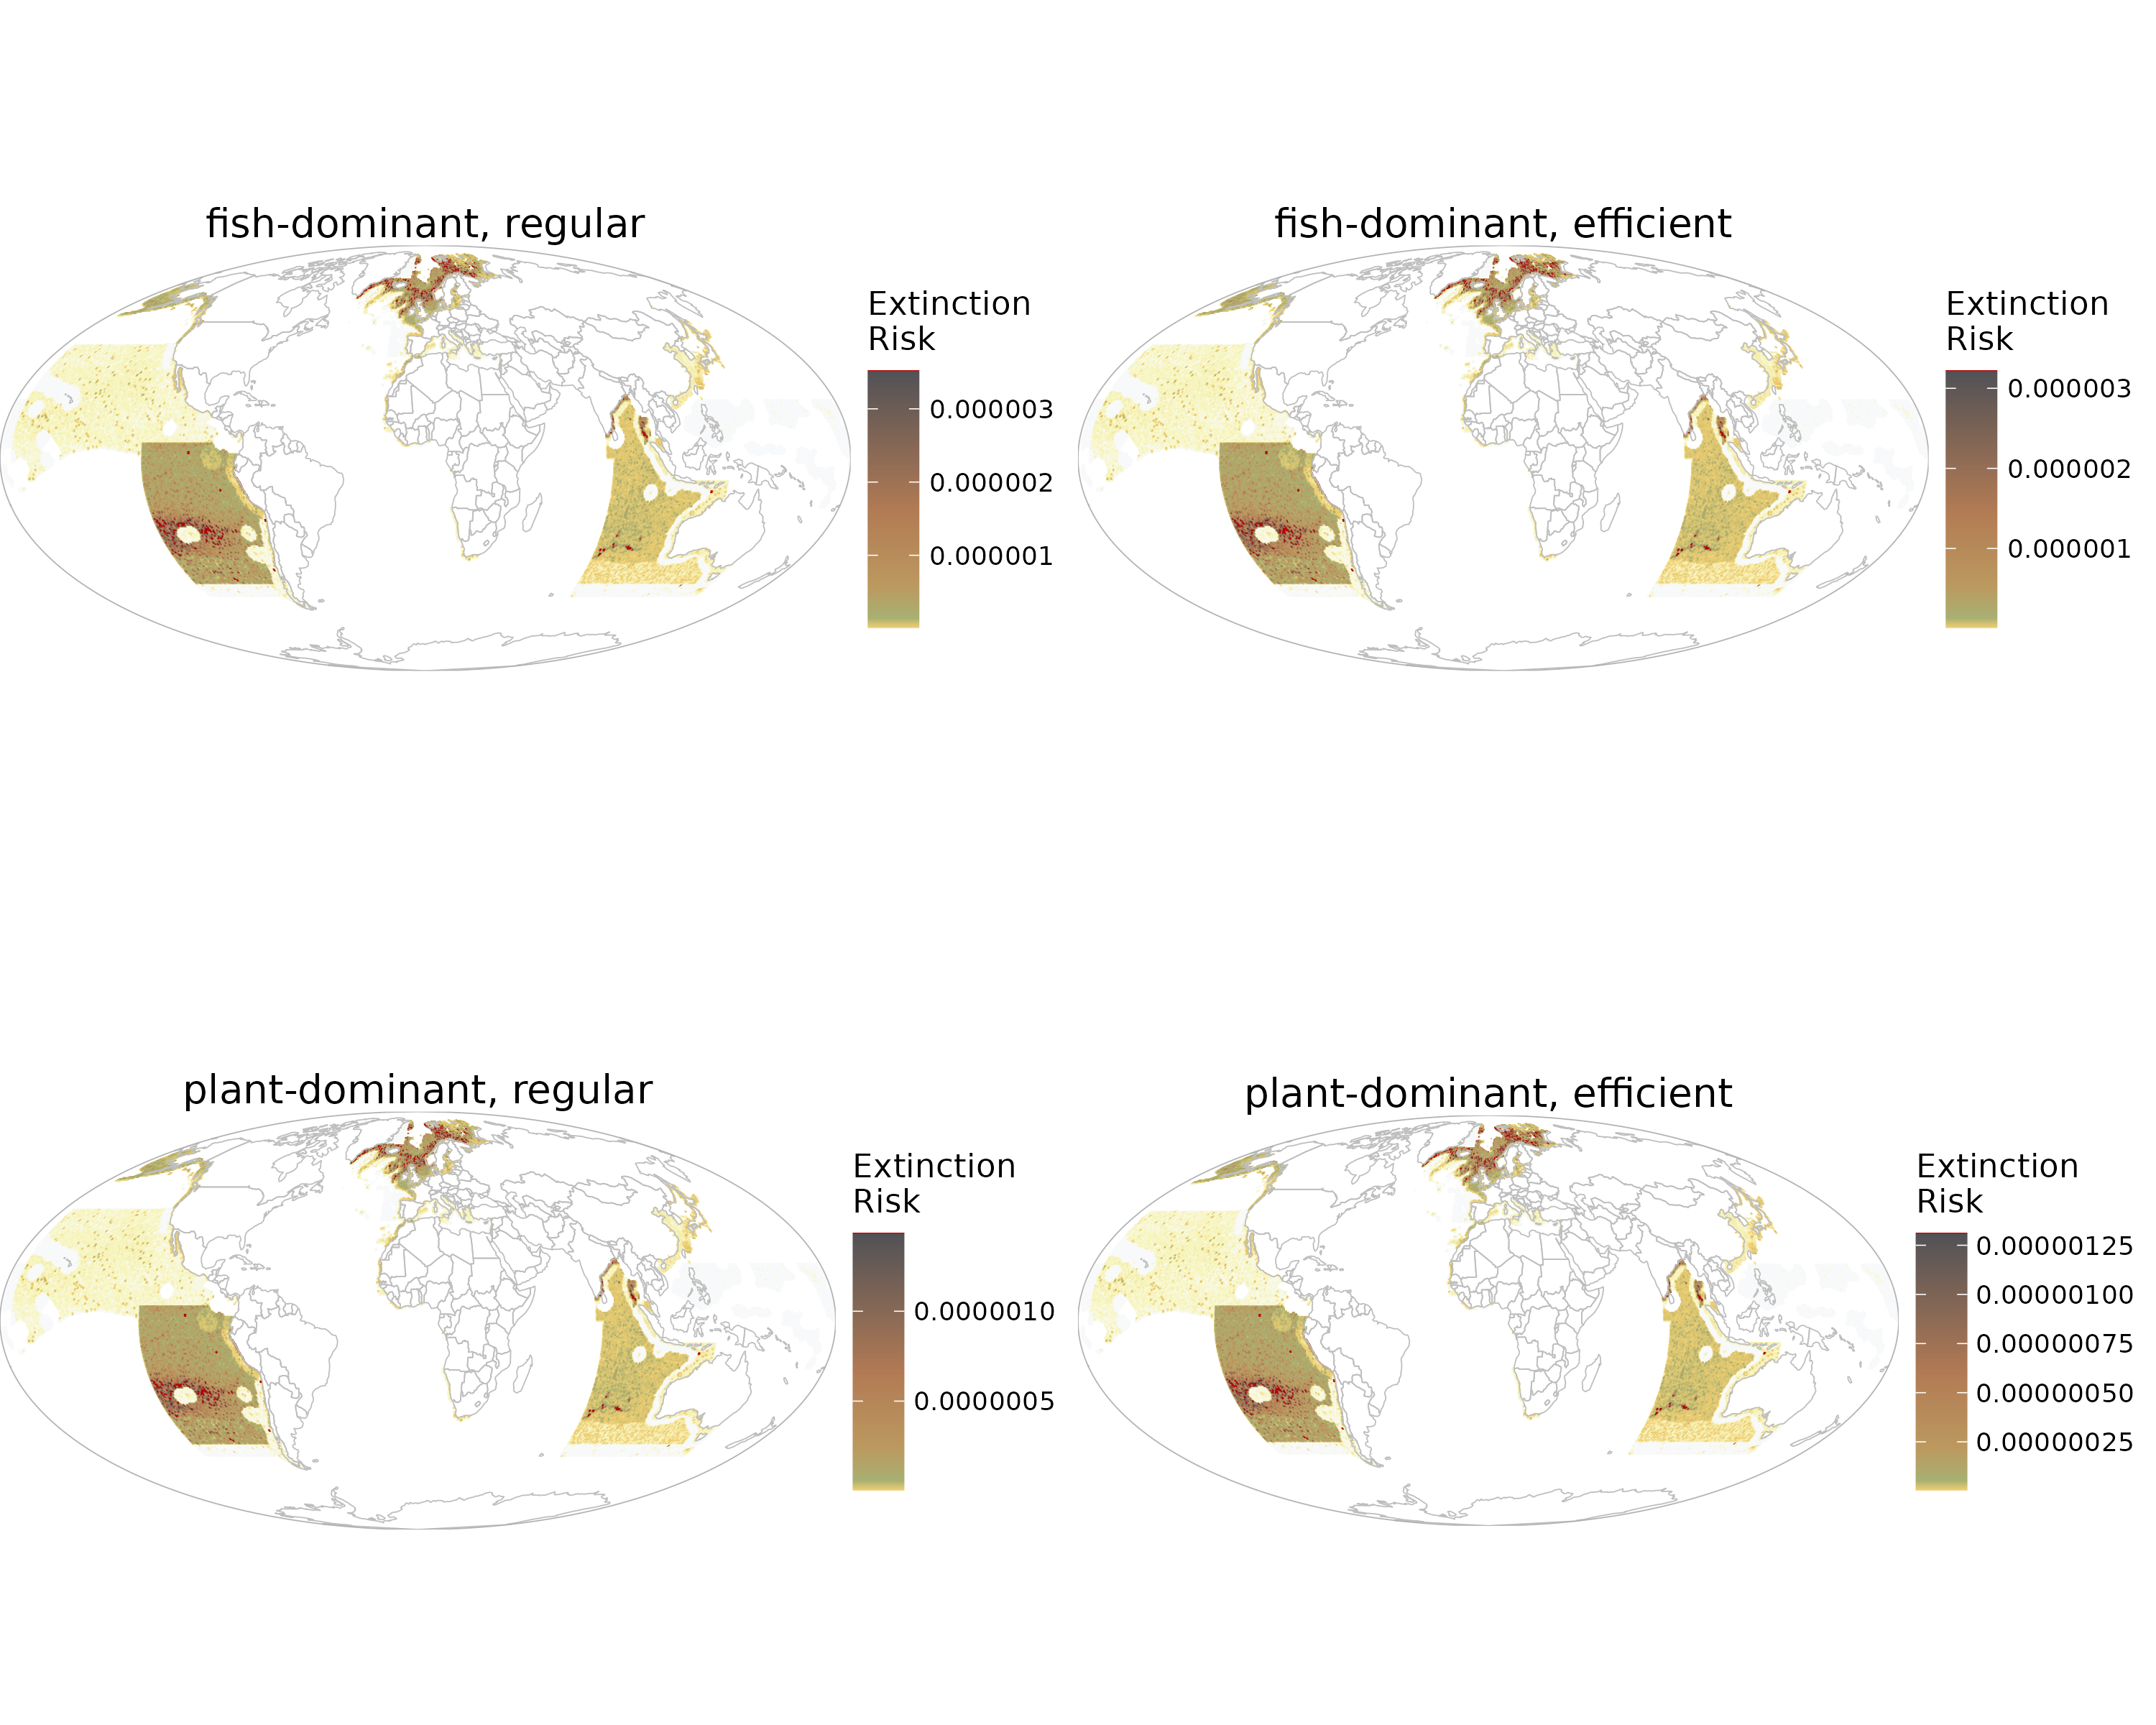 fish-dominant, regular
Extinction
Risk
0.000003
0.000002
0.000001
fish-dominant, efficient
Extinction
Risk
0.000003
0.000002
0.000001
plant-dominant, regular
Extinction
Risk
0.0000010
0.0000005
plant-dominant, efficient
Extinction
Risk
0.00000125
0.00000100
0.00000075
0.00000050
0.00000025